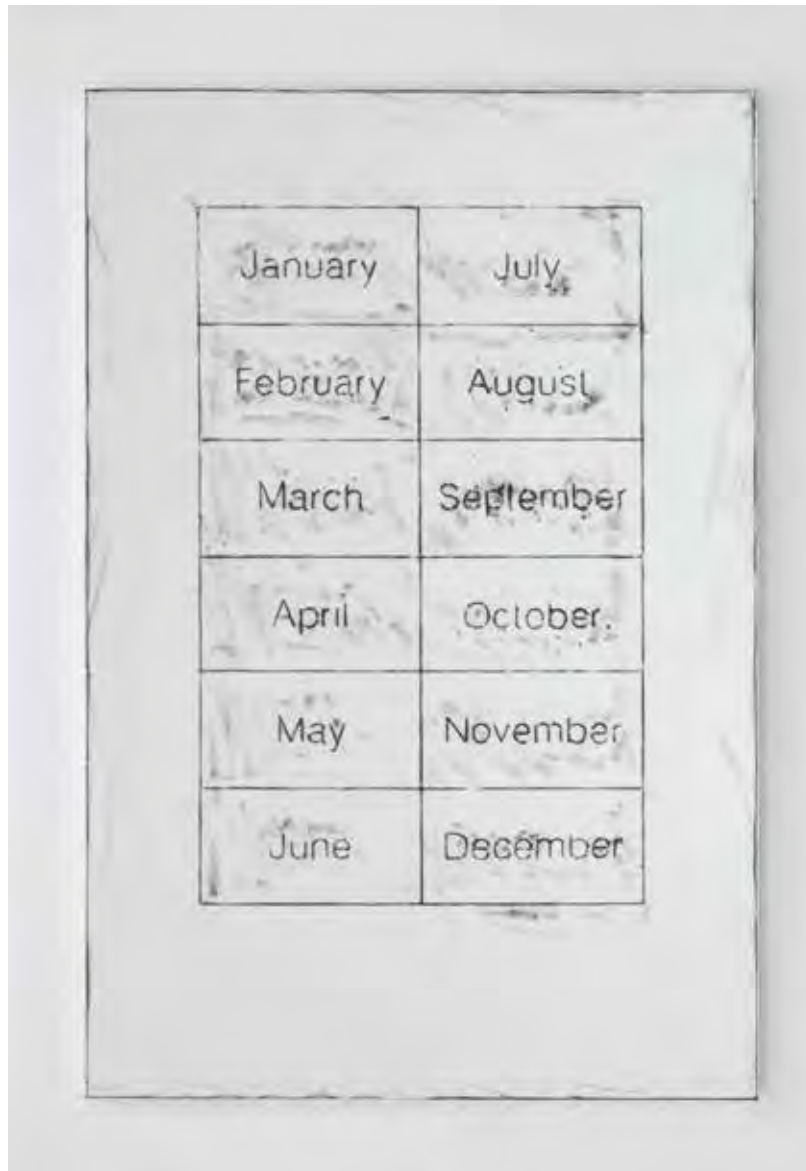 January July
February August
March September
April October
May November
June December